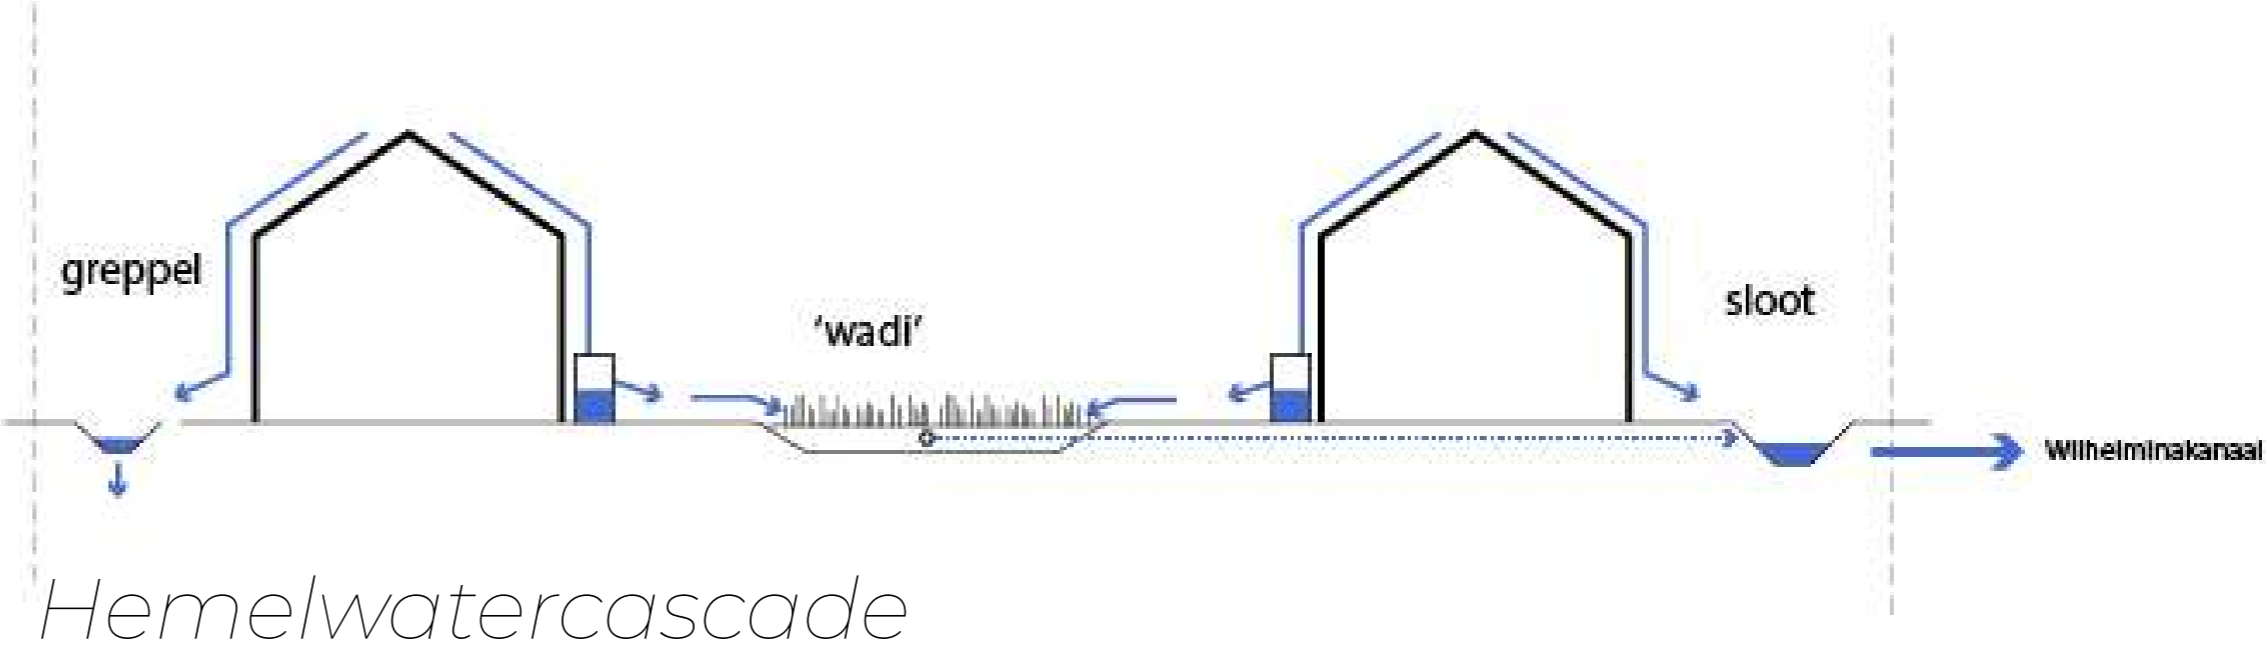 greppel
'wadi'
sloot
Wilhelminakanaal
Hemelwatercascade